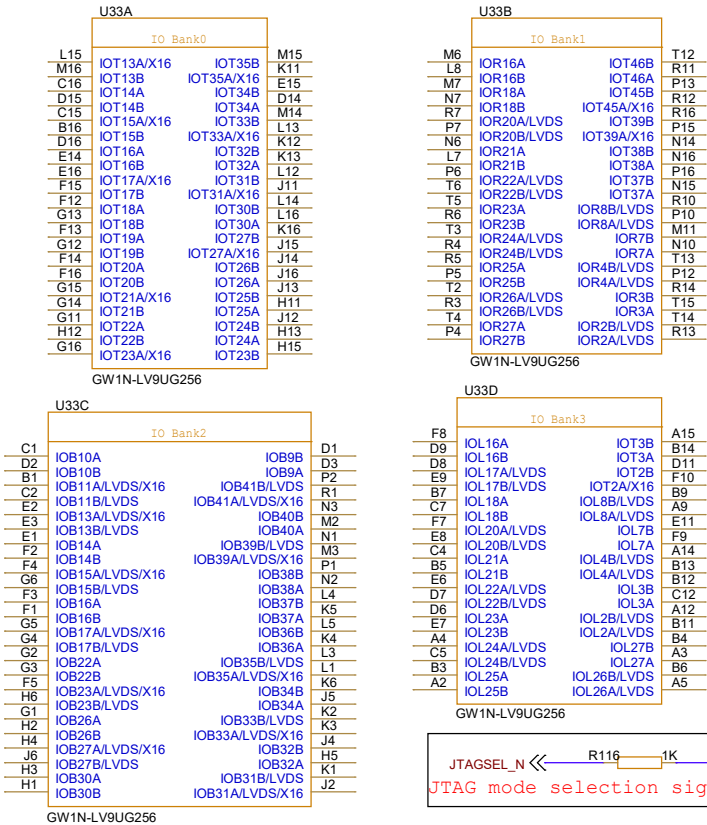 U33A
IO Bank0
L15 IOT13A/X16 IOT35B M15
M16 IOT13B IOT35A/X16 K11
C16 IOT14A IOT34B E15
D15 IOT14B IOT34A D14
C15 IOT15A/X16 IOT33B M14
B16 IOT15B IOT33A/X16 L13
D16 IOT16A IOT32B K12
E14 IOT16B IOT32A K13
E16 IOT17A/X16 IOT31B L12
F15 IOT17B IOT31A/X16 J11
F12 IOT18A IOT30B L14
G13 IOT18B IOT30A L16
F13 IOT19A IOT27B K16
G12 IOT19B IOT27A/X16 J15
F14 IOT20A IOT26B J14
F16 IOT20B IOT26A J16
G15 IOT21A/X16 IOT25B J13
G14 IOT21B IOT25A H11
G11 IOT22A IOT24B J12
H12 IOT22B IOT24A H13
G16 IOT23A/X16 IOT23B H15
GW1N-LV9UG256
U33B
IO Bank1
M6 IOR16A IOT46B T12
L8 IOR16B IOT46A R11
M7 IOR18A IOT45B P13
N7 IOR18B IOT45A/X16 R12
R7 IOR20A/LVDS IOT39B R16
P7 IOR20B/LVDS IOT39A/X16 P15
N6 IOR21A IOT38B N14
L7 IOR21B IOT38A N16
P6 IOR22A/LVDS IOT37B P16
T6 IOR22B/LVDS IOT37A N15
T5 IOR23A IOR8B/LVDS R10
R6 IOR23B IOR8A/LVDS P10
T3 IOR24A/LVDS IOR7B M11
R4 IOR24B/LVDS IOR7A N10
R5 IOR25A IOR4B/LVDS T13
P5 IOR25B IOR4A/LVDS P12
T2 IOR26A/LVDS IOR3B R14
R3 IOR26B/LVDS IOR3A T15
T4 IOR27A IOR2B/LVDS T14
P4 IOR27B IOR2A/LVDS R13
GW1N-LV9UG256
U33C
IO Bank2
C1 IOB10A IOB9B D1
D2 IOB10B IOB9A D3
B1 IOB11A/LVDS/X16 IOB41B/LVDS P2
C2 IOB11B/LVDS IOB41A/LVDS/X16 R1
E2 IOB13A/LVDS/X16 IOB40B N3
E3 IOB13B/LVDS IOB40A M2
E1 IOB14A IOB39B/LVDS N1
F2 IOB14B IOB39A/LVDS/X16 M3
F4 IOB15A/LVDS/X16 IOB38B P1
G6 IOB15B/LVDS IOB38A N2
F3 IOB16A IOB37B L4
F1 IOB16B IOB37A K5
G5 IOB17A/LVDS/X16 IOB36B L5
G4 IOB17B/LVDS IOB36A K4
G2 IOB22A IOB35B/LVDS L3
G3 IOB22B IOB35A/LVDS/X16 L1
F5 IOB23A/LVDS/X16 IOB34B K6
H6 IOB23B/LVDS IOB34A J5
G1 IOB26A IOB33B/LVDS K2
H2 IOB26B IOB33A/LVDS/X16 K3
H4 IOB27A/LVDS/X16 IOB32B J4
J6 IOB27B/LVDS IOB32A H5
H3 IOB30A IOB31B/LVDS K1
H1 IOB30B IOB31A/LVDS/X16 J2
GW1N-LV9UG256
U33D
IO Bank3
F8 IOL16A IOT3B A15
D9 IOL16B IOT3A B14
D8 IOL17A/LVDS IOT2B D11
E9 IOL17B/LVDS IOT2A/X16 F10
B7 IOL18A IOL8B/LVDS B9
C7 IOL18B IOL8A/LVDS A9
F7 IOL20A/LVDS IOL7B E11
E8 IOL20B/LVDS IOL7A F9
C4 IOL21A IOL4B/LVDS A14
B5 IOL21B IOL4A/LVDS B13
E6 IOL22A/LVDS IOL3B B12
D7 IOL22B/LVDS IOL3A C12
D6 IOL23A IOL2B/LVDS A12
E7 IOL23B IOL2A/LVDS B11
A4 IOL24A/LVDS IOL27B B4
C5 IOL24B/LVDS IOL27A A3
B3 IOL25A IOL26B/LVDS B6
A2 IOL25B IOL26A/LVDS A5
GW1N-LV9UG256
JTAGSEL_N R116 1K
JTAG mode selection sig